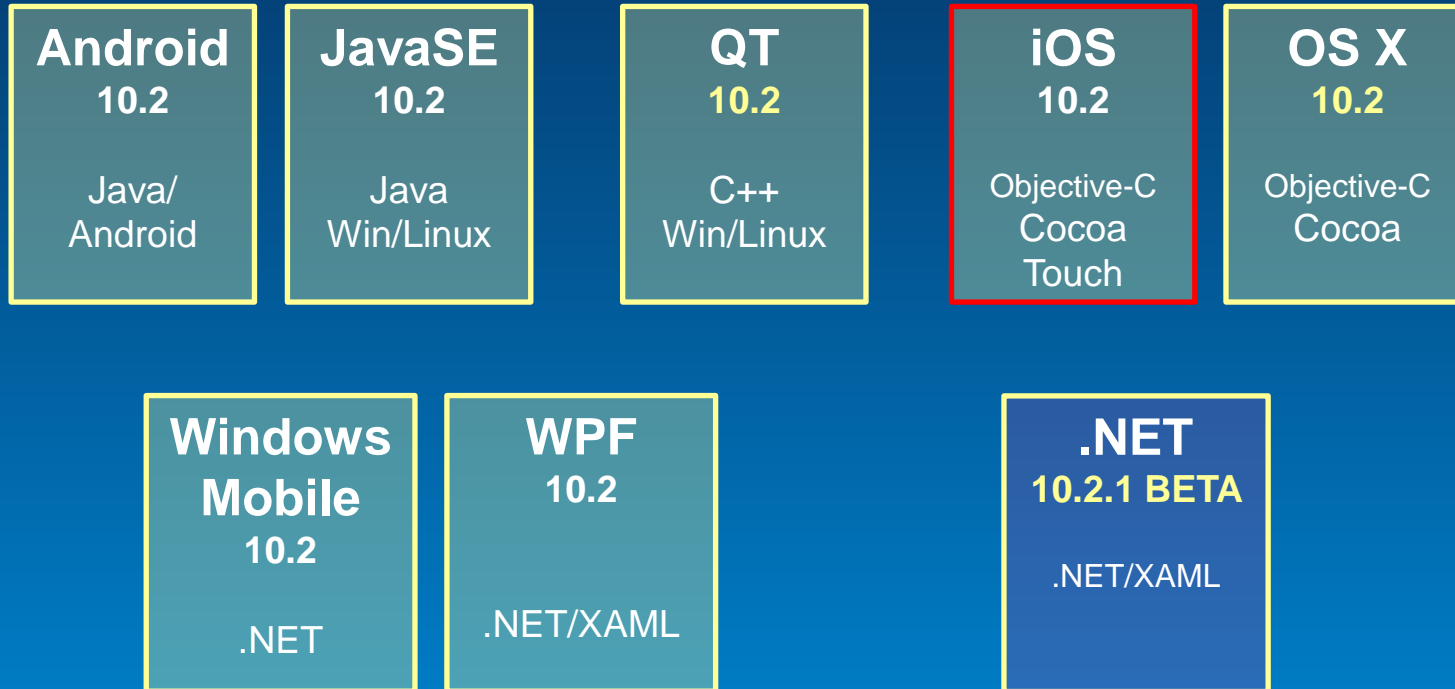 Android
10.2
Java/
Android
JavaSE
10.2
Java
Win/Linux
QT
10.2
C++
Win/Linux
iOS
10.2
Objective-C
Cocoa
Touch
OS X
10.2
Objective-C
Cocoa
Windows
Mobile
10.2
.NET
WPF
10.2
.NET/XAML
.NET
10.2.1 BETA
.NET/XAML